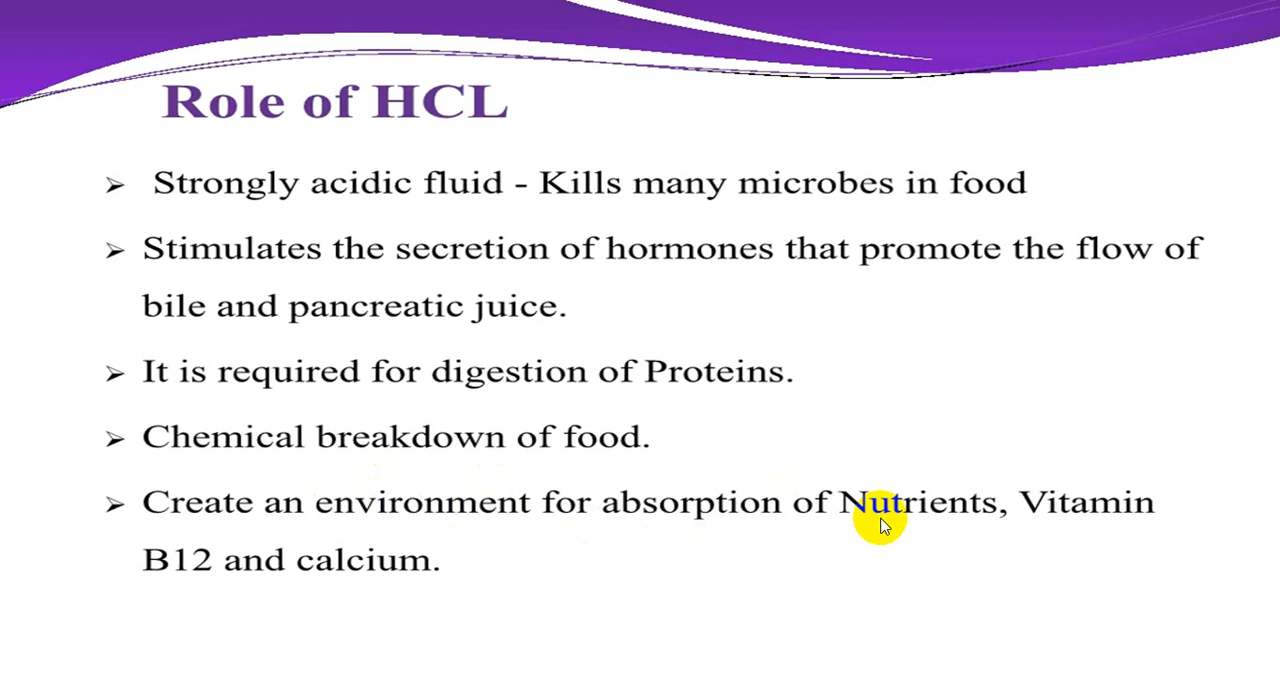 Role of HCL
➢ Strongly acidic fluid - Kills many microbes in food
➢ Stimulates the secretion of hormones that promote the flow of
bile and pancreatic juice.
➢ It is required for digestion of Proteins.
➢ Chemical breakdown of food.
➢ Create an environment for absorption of Nutrients, Vitamin
B12 and calcium.